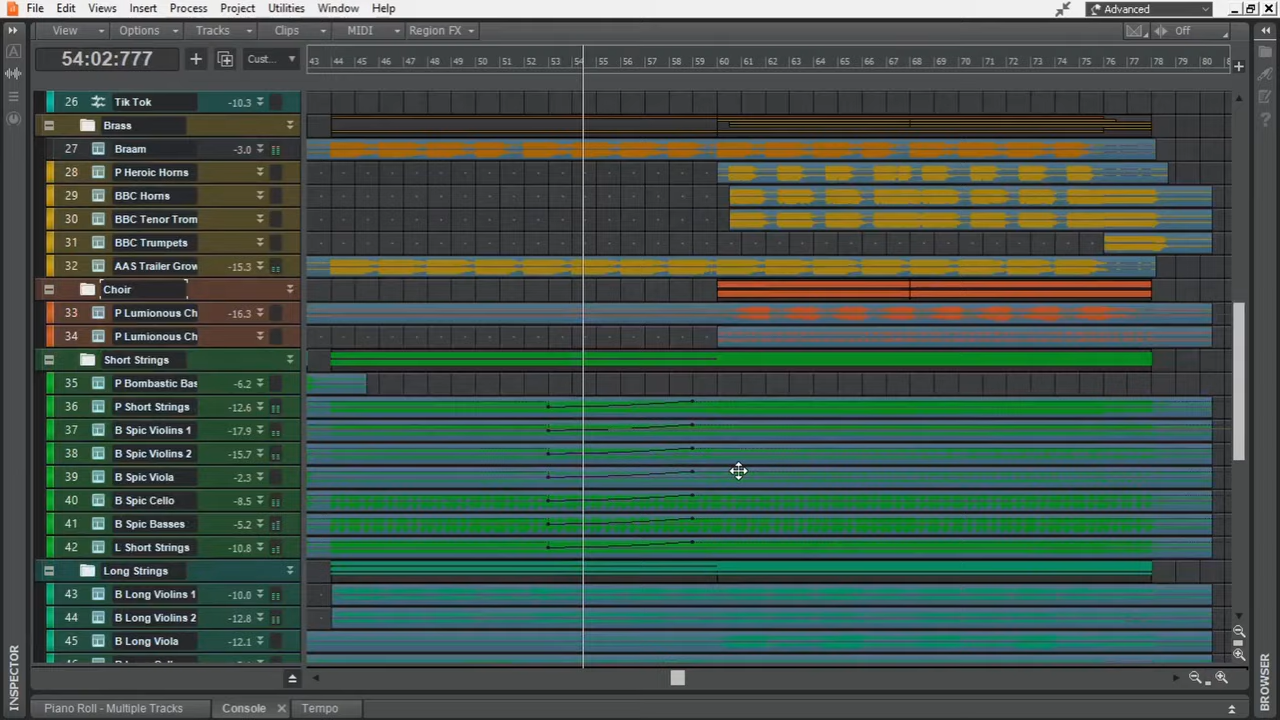 File Edit Views Insert Process Project Utilities Window Help Advanced
View Options Tracks Clips MIDI Region FX Off
54:02:777 Cust...
43 45 46 47 48 49 50 51 52 53 54 55 56 57 58 59 60 61 62 63 64 65 66 67 68 69 70 71 72 73 74 75 76 77 78 79 80
26 Tik Tok -10.3
Brass
27 Braam -3.0
28 P Heroic Horns
29 BBC Horns
30 BBC Tenor Trom
31 BBC Trumpets
32 AAS Trailer Grow -15.3
Choir
33 P Lumionous Ch -16.3
34 P Lumionous Ch
Short Strings
35 P Bombastic Bas -6.2
36 P Short Strings -12.6
37 B Spic Violins 1 -17.9
38 B Spic Violins 2 -15.7
39 B Spic Viola -2.3
40 B Spic Cello -8.5
41 B Spic Basses -5.2
42 L Short Strings -10.8
Long Strings
43 B Long Violins 1 -10.0
44 B Long Violins 2 -12.8
45 B Long Viola -12.1
INSPECTOR
BROWSER
Piano Roll - Multiple Tracks Console Tempo